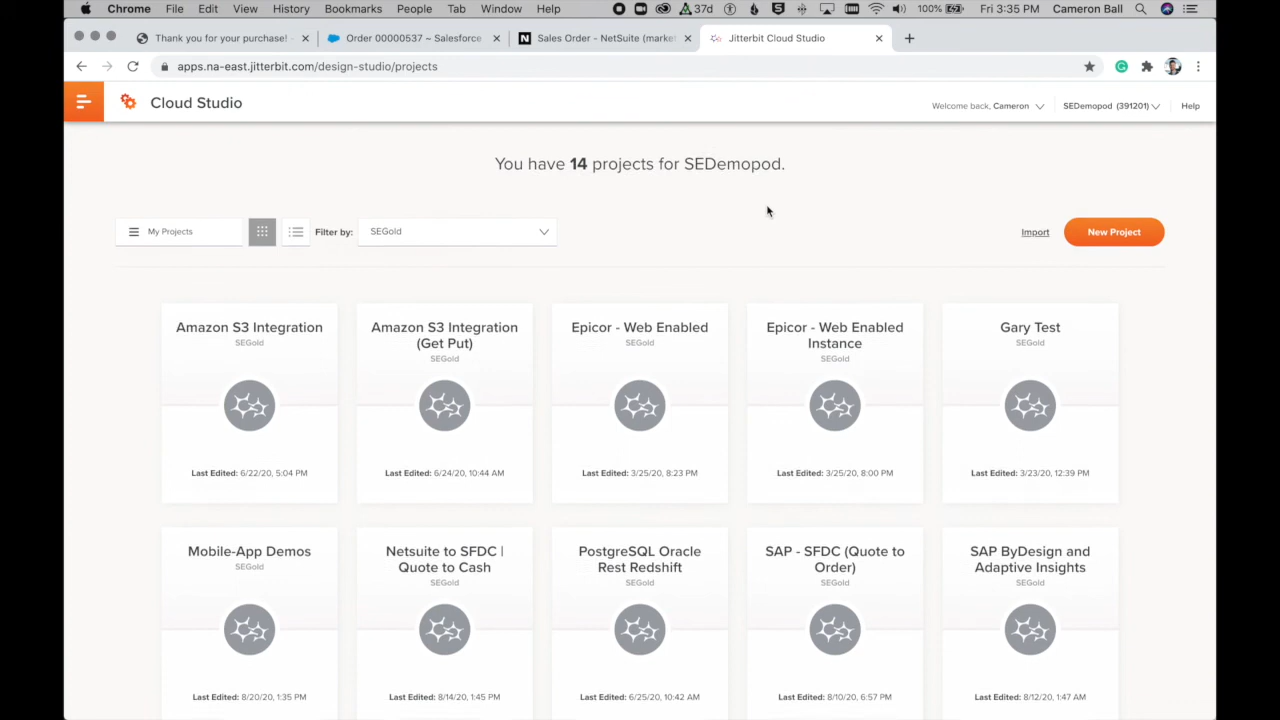 Chrome File Edit View History Bookmarks People Tab Window Help 37d 100% Fri 3:35 PM Cameron Ball
Thank you for your purchase! - Order 00000537 ~ Salesforce Sales Order - NetSuite (market Jitterbit Cloud Studio
apps.na-east.jitterbit.com/design-studio/projects
Cloud Studio Welcome back, Cameron SEDemopod (391201) Help
You have 14 projects for SEDemopod.
My Projects Filter by: SEGold Import New Project
Amazon S3 Integration
SEGold
Last Edited: 6/22/20, 5:04 PM
Amazon S3 Integration
(Get Put)
SEGold
Last Edited: 6/24/20, 10:44 AM
Epicor - Web Enabled
SEGold
Last Edited: 3/25/20, 8:23 PM
Epicor - Web Enabled
Instance
SEGold
Last Edited: 3/25/20, 8:00 PM
Gary Test
SEGold
Last Edited: 3/23/20, 12:39 PM
Mobile-App Demos
SEGold
Last Edited: 8/20/20, 1:35 PM
Netsuite to SFDC |
Quote to Cash
SEGold
Last Edited: 8/14/20, 1:45 PM
PostgreSQL Oracle
Rest Redshift
SEGold
Last Edited: 6/25/20, 10:42 AM
SAP - SFDC (Quote to
Order)
SEGold
Last Edited: 8/10/20, 6:57 PM
SAP ByDesign and
Adaptive Insights
SEGold
Last Edited: 8/12/20, 1:47 AM